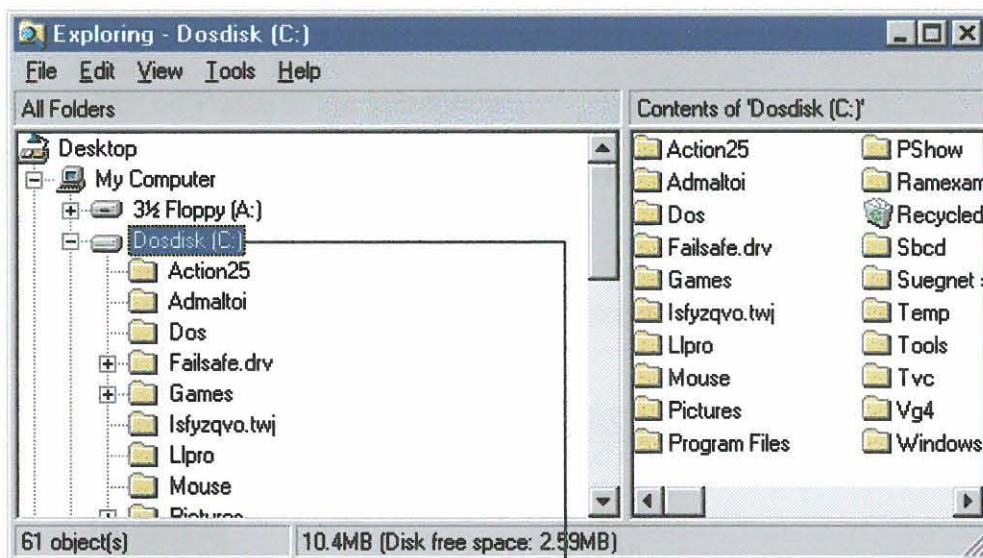 Exploring - Dosdisk (C:)
File Edit View Tools Help
All Folders
Contents of 'Dosdisk (C:)'
Desktop
My Computer
3½ Floppy (A:)
Dosdisk (C:)
Action25
Admaltoi
Dos
Failsafe.drv
Games
Isfyzqvo.twj
Llpro
Mouse
Pictures
Action25
Admaltoi
Dos
Failsafe.drv
Games
Isfyzqvo.twj
Llpro
Mouse
Pictures
Program Files
PShow
Ramexam
Recycled
Sbcd
Suegnet
Temp
Tools
Tvc
Vg4
Windows
61 object(s)
10.4MB (Disk free space: 2.59MB)